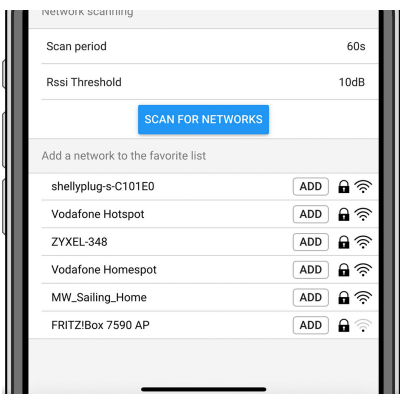 Network scanning
Scan period 60s
Rssi Threshold 10dB
SCAN FOR NETWORKS
Add a network to the favorite list
shellyplug-s-C101E0 ADD
Vodafone Hotspot ADD
ZYXEL-348 ADD
Vodafone Homespot ADD
MW_Sailing_Home ADD
FRITZ!Box 7590 AP ADD